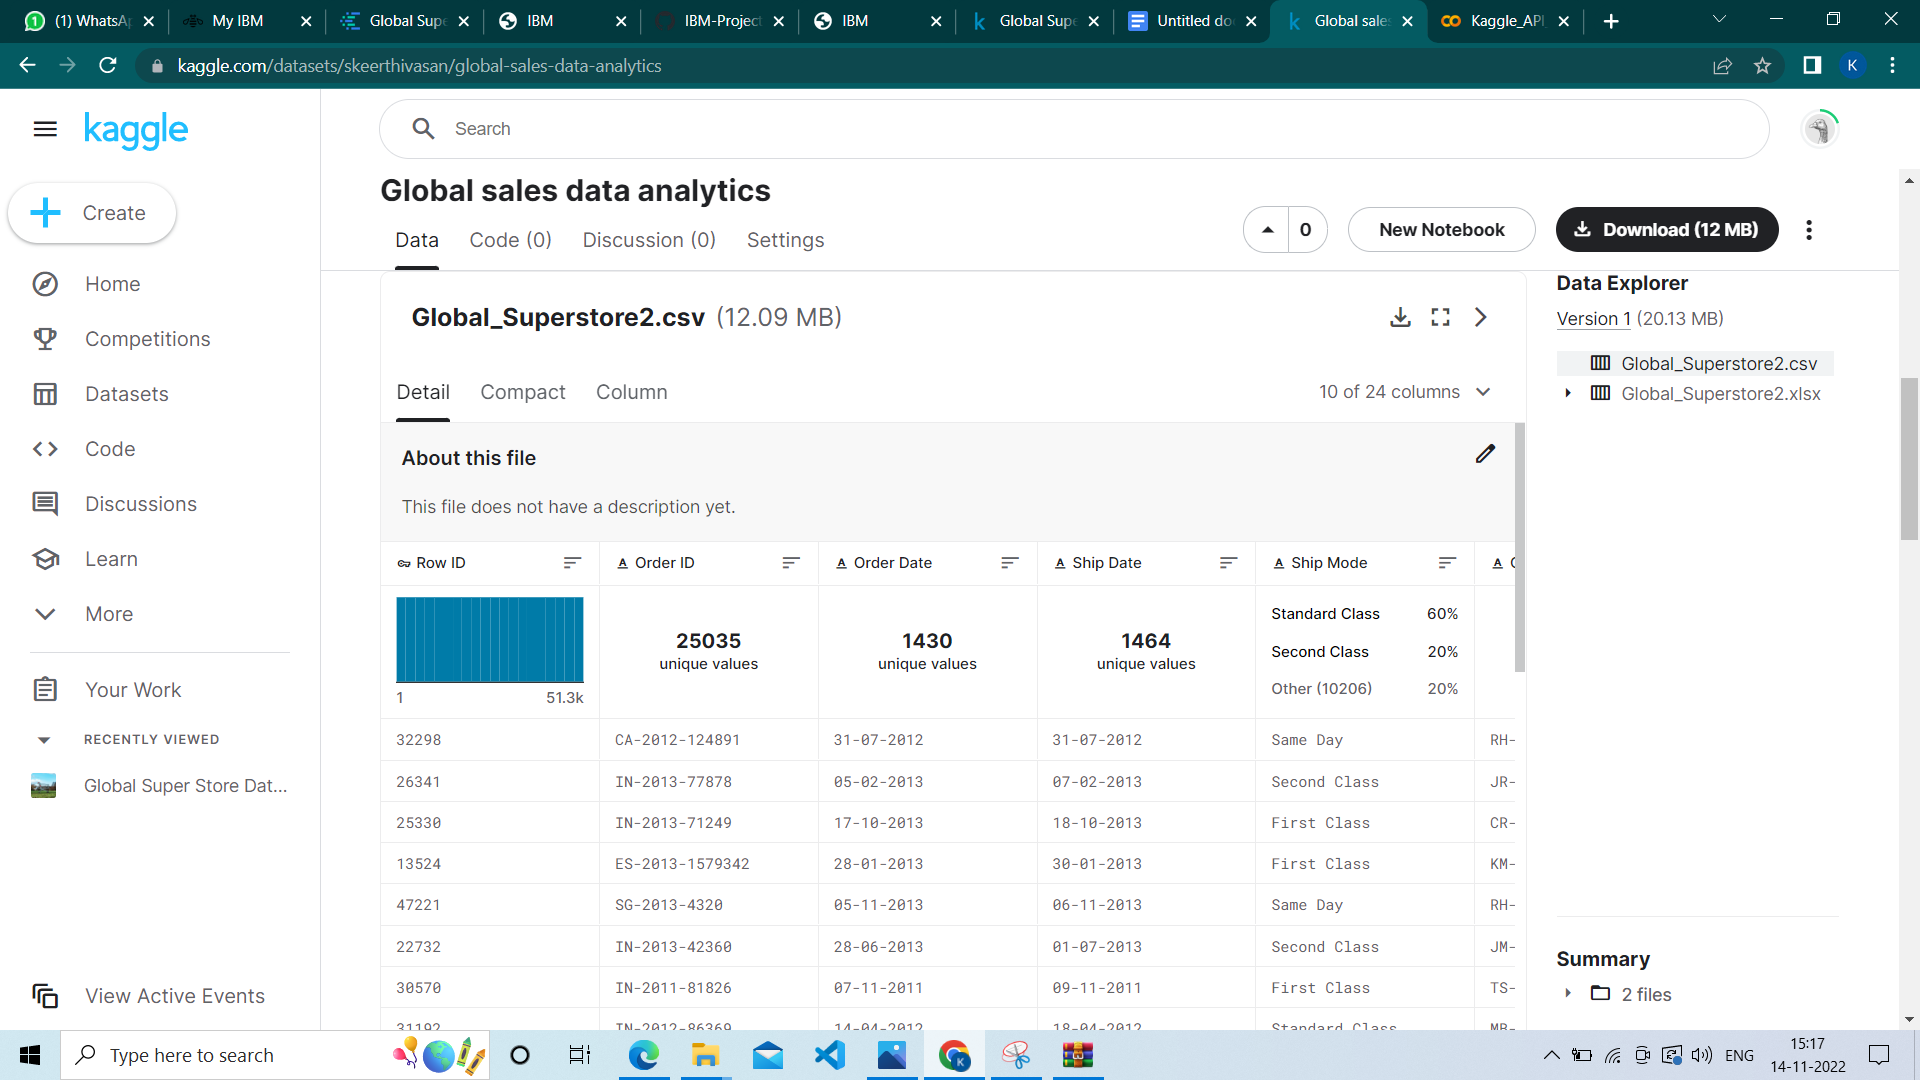 (1) WhatsAp
My IBM
Global Supe
IBM
IBM-Project
IBM
Global Supe
Untitled doc
Global sales
Kaggle_API
kaggle.com/datasets/skeerthivasan/global-sales-data-analytics
K
kaggle
Search
Create
Home
Competitions
Datasets
Code
Discussions
Learn
More
Your Work
RECENTLY VIEWED
Global Super Store Dat...
View Active Events
Global sales data analytics
Data
Code (0)
Discussion (0)
Settings
0
New Notebook
Download (12 MB)
Global_Superstore2.csv (12.09 MB)
Detail
Compact
Column
10 of 24 columns
About this file
This file does not have a description yet.
Row ID
Order ID
Order Date
Ship Date
Ship Mode
1
51.3k
25035
unique values
1430
unique values
1464
unique values
Standard Class 60%
Second Class 20%
Other (10206) 20%
32298 CA-2012-124891 31-07-2012 31-07-2012 Same Day RH-
26341 IN-2013-77878 05-02-2013 07-02-2013 Second Class JR-
25330 IN-2013-71249 17-10-2013 18-10-2013 First Class CR-
13524 ES-2013-1579342 28-01-2013 30-01-2013 First Class KM-
47221 SG-2013-4320 05-11-2013 06-11-2013 Same Day RH-
22732 IN-2013-42360 28-06-2013 01-07-2013 Second Class JM-
30570 IN-2011-81826 07-11-2011 09-11-2011 First Class TS-
31192 IN-2012-86369 14-04-2012 18-04-2012 Standard Class MB-
Data Explorer
Version 1 (20.13 MB)
Global_Superstore2.csv
Global_Superstore2.xlsx
Summary
2 files
Type here to search
ENG
15:17
14-11-2022